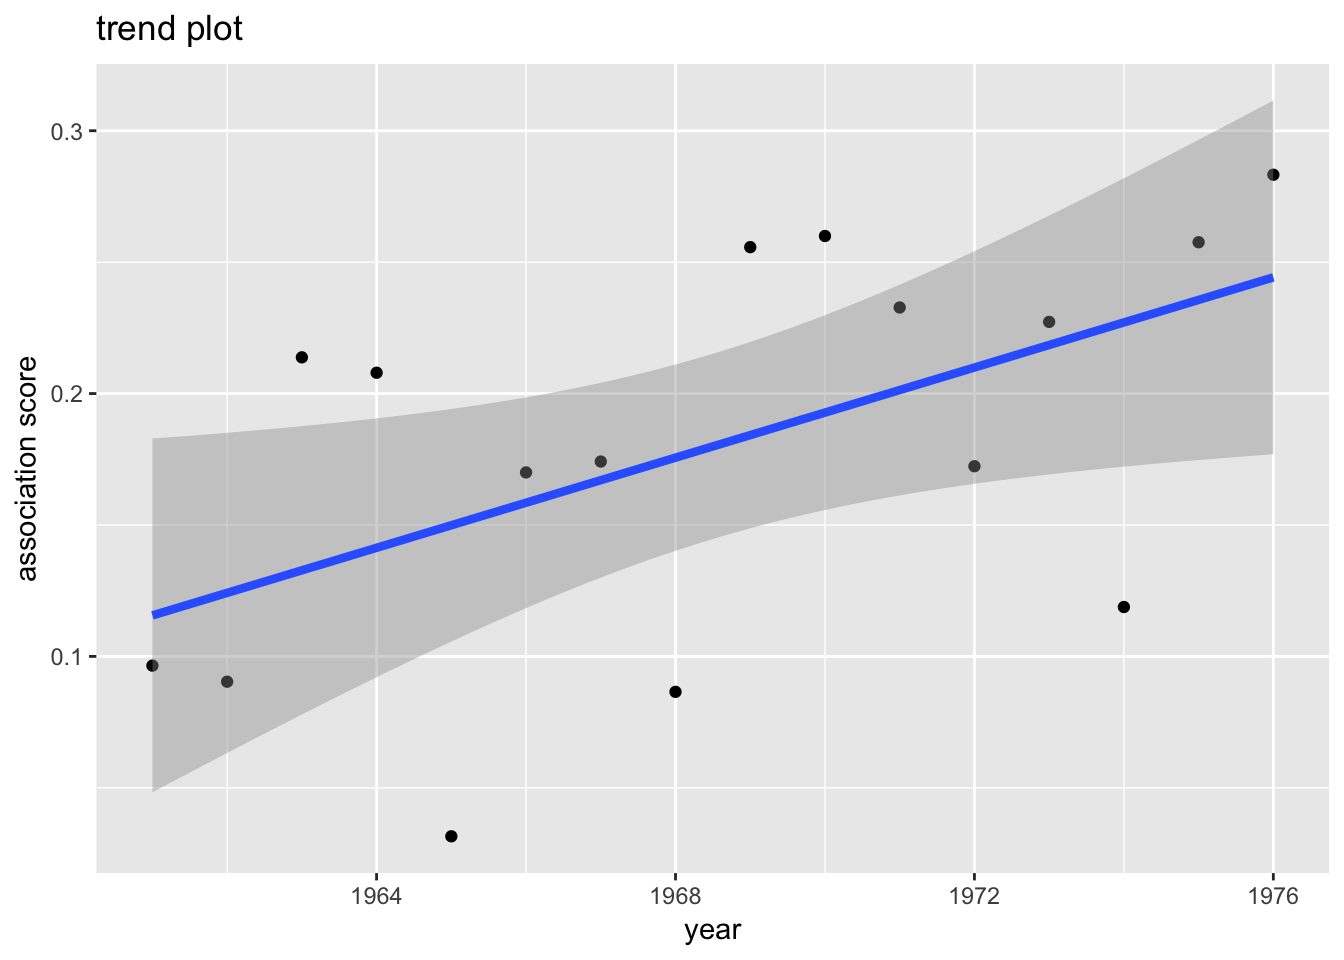 trend plot
association score
0.3
0.2
0.1
1964 1968 1972 1976
year